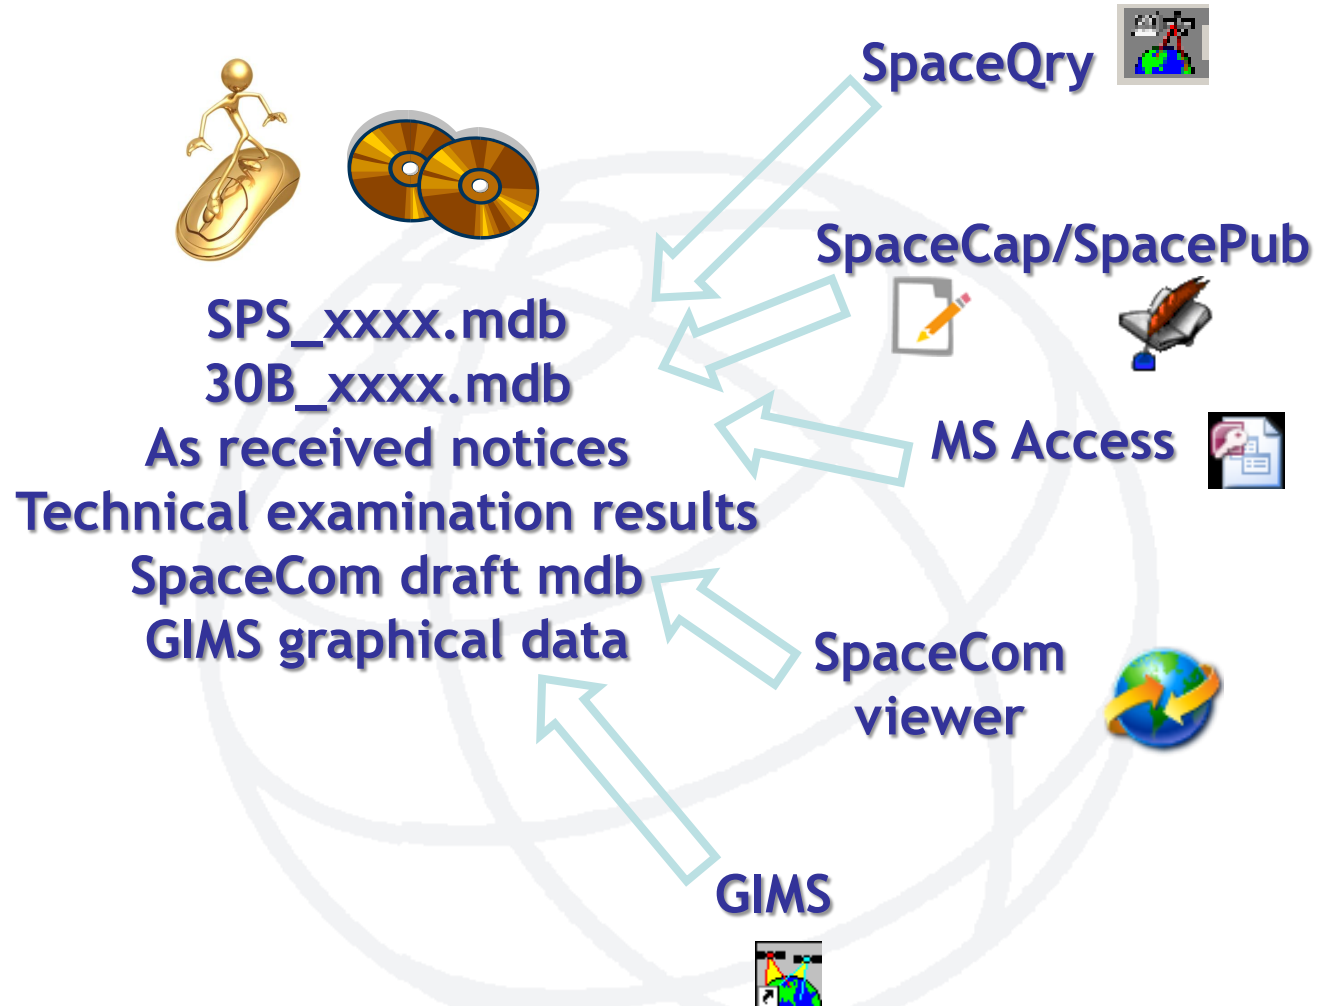 SpaceQry
SpaceCap/SpacePub
SPS_xxxx.mdb
30B_xxxx.mdb
As received notices
Technical examination results
SpaceCom draft mdb
GIMS graphical data
MS Access
SpaceCom
viewer
GIMS